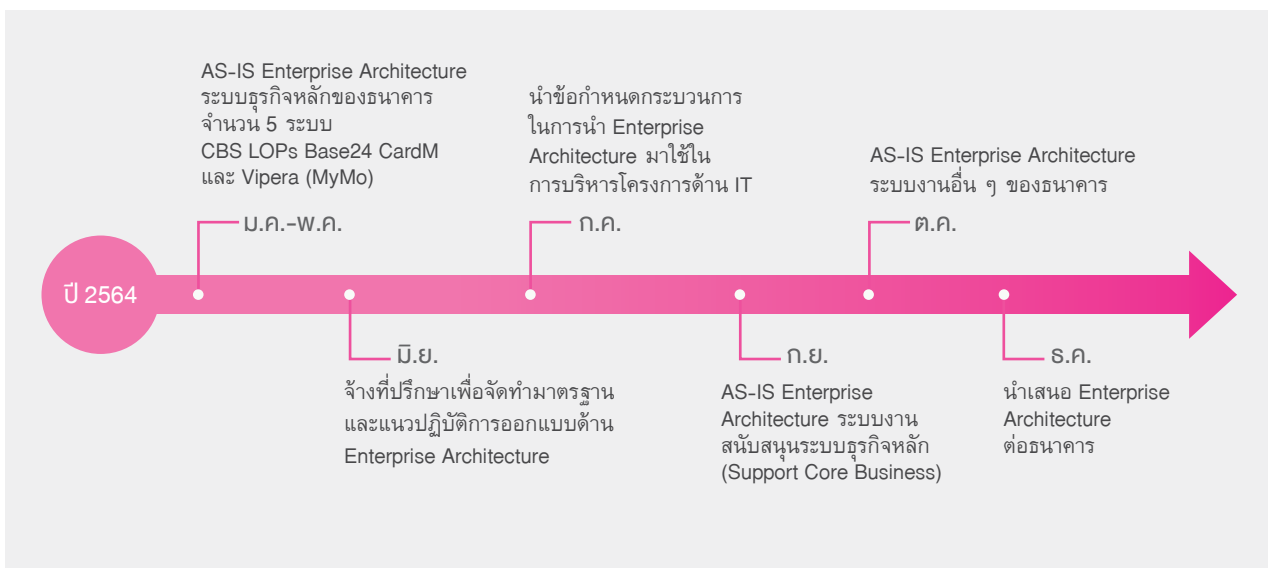 AS-IS Enterprise Architecture
ระบบธุรกิจหลักของธนาคาร
จำนวน 5 ระบบ
CBS LOPs Base24 CardM
และ Vipera (MyMo)
ม.ค.-พ.ค.
นำข้อกำหนดกระบวนการ
ในการนำ Enterprise
Architecture มาใช้ใน
การบริหารโครงการด้าน IT
ก.ค.
AS-IS Enterprise Architecture
ระบบงานอื่น ๆ ของธนาคาร
ต.ค.
ปี 2564
มิ.ย.
จ้างที่ปรึกษาเพื่อจัดทำมาตรฐาน
และแนวปฏิบัติการออกแบบด้าน
Enterprise Architecture
ก.ย.
AS-IS Enterprise
Architecture ระบบงาน
สนับสนุนระบบธุรกิจหลัก
(Support Core Business)
ธ.ค.
นำเสนอ Enterprise
Architecture
ต่อธนาคาร